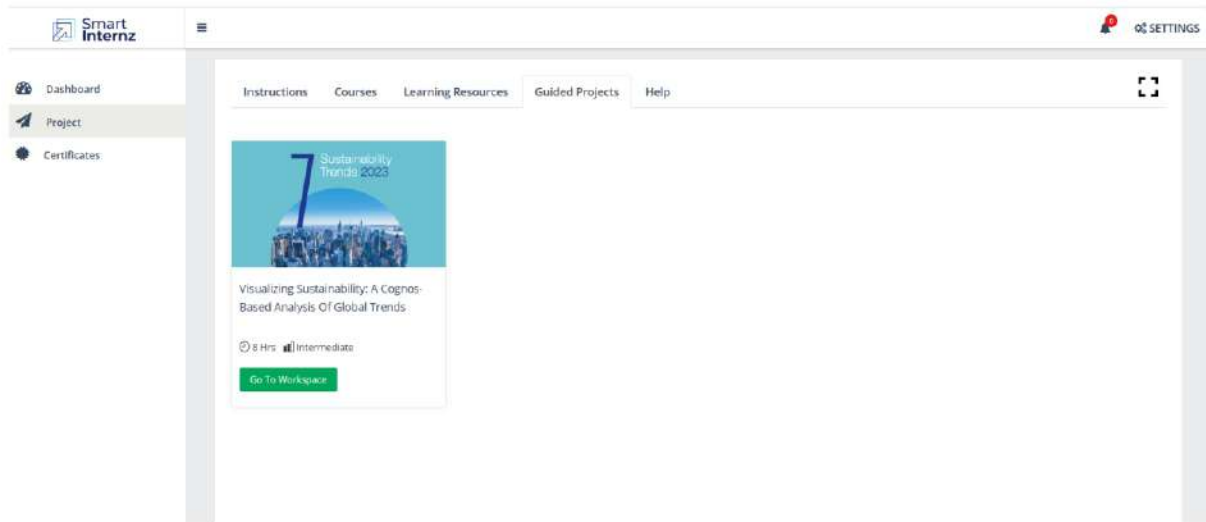 Smart
Internz
0
SETTINGS
Dashboard
Project
Certificates
Instructions
Courses
Learning Resources
Guided Projects
Help
7
Sustainability
Trends 2023
Visualizing Sustainability: A Cognos-
Based Analysis Of Global Trends
8 Hrs Intermediate
Go To Workspace